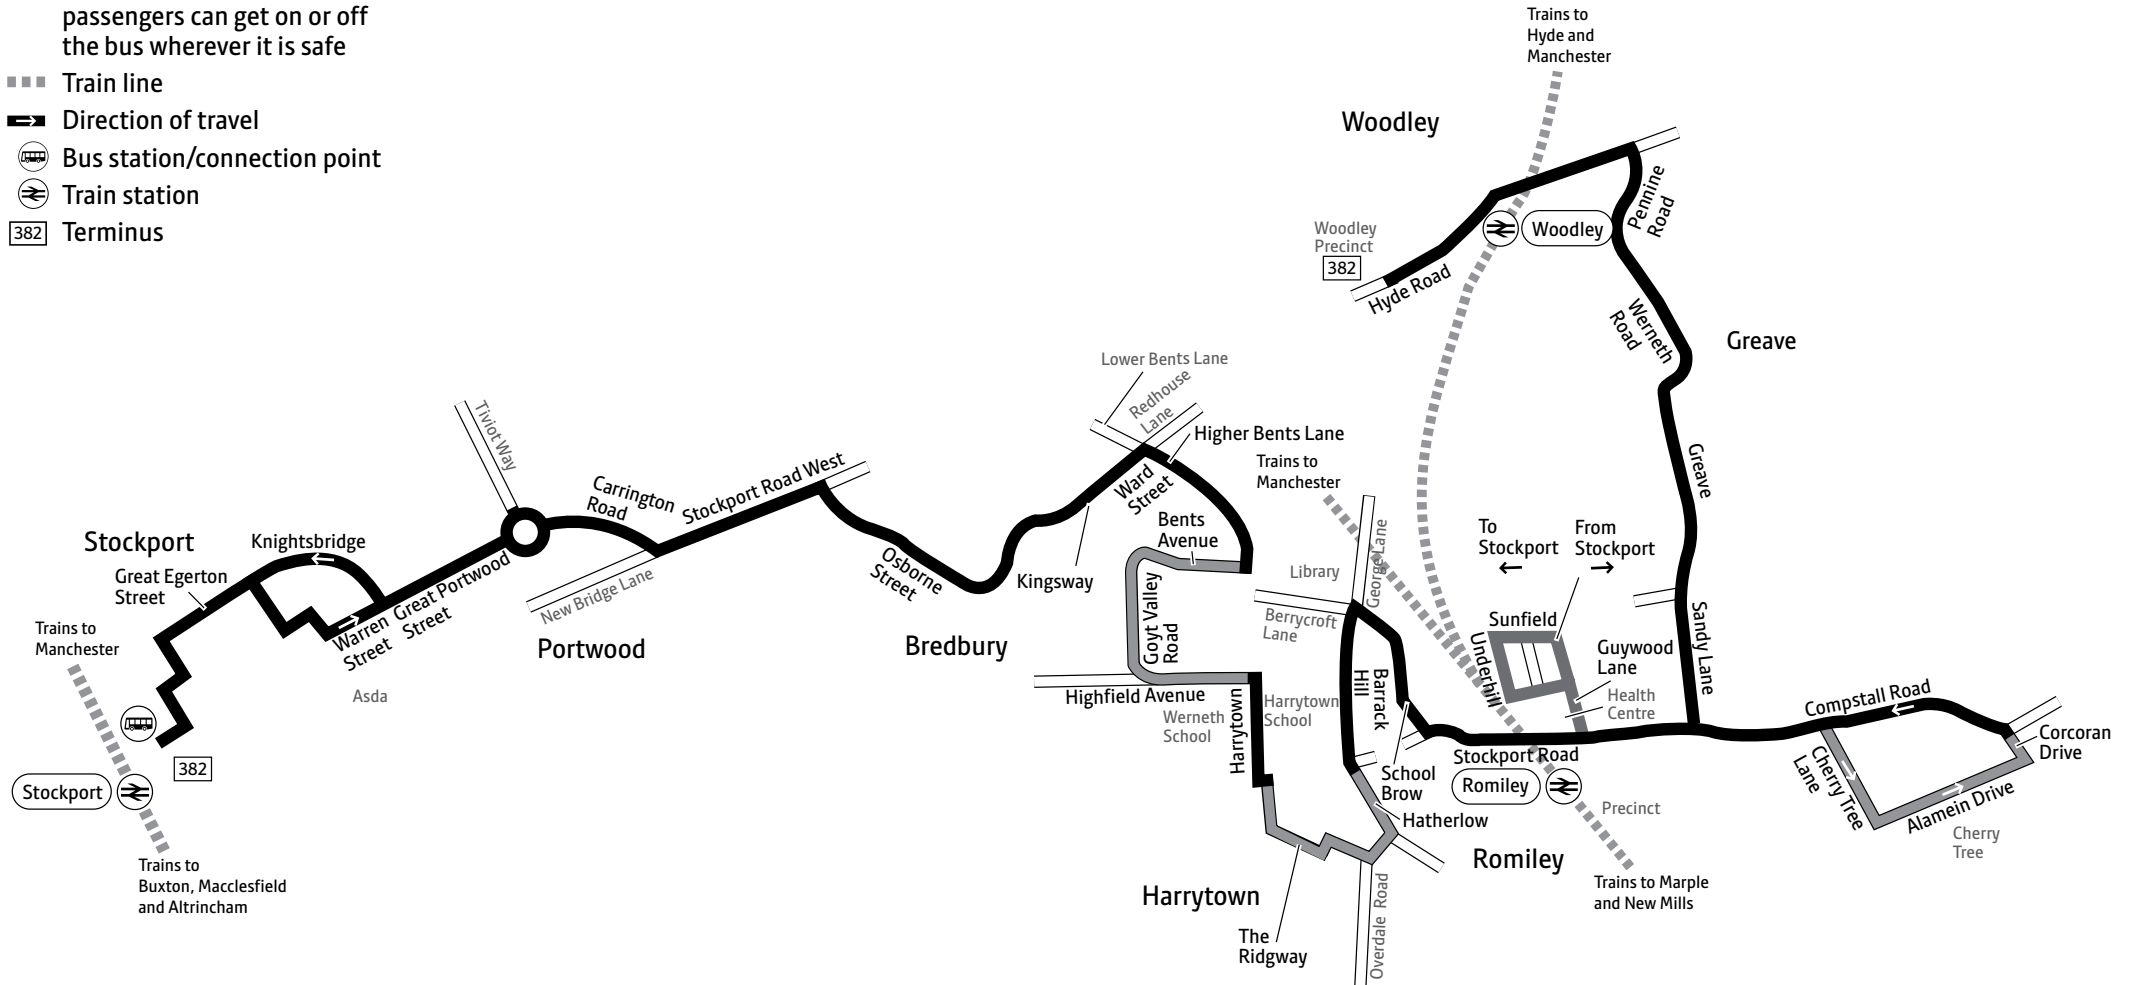 passengers can get on or off
the bus wherever it is safe
Train line
Direction of travel
Bus station/connection point
Train station
382 Terminus
Trains to
Hyde and
Manchester
Woodley
Pennine
Road
Woodley
Woodley
Precinct
382
Hyde Road
Werneth
Road
Greave
Greave
Lower Bents Lane
Redhouse
Lane
Higher Bents Lane
Trains to
Manchester
Ward
Street
Bents
Avenue
Kingsway
Tiviot Way
Carrington
Road
Stockport Road West
Stockport
Knightsbridge
Great Egerton
Street
Great Portwood
Street
Warren
Street
New Bridge Lane
Portwood
Osborne
Street
Bredbury
Trains to
Manchester
Asda
382
Stockport
Trains to
Buxton, Macclesfield
and Altrincham
Goyt Valley
Road
Highfield Avenue
Werneth
School
Harrytown
Harrytown
School
Library
George Lane
Berrycroft
Lane
Barrack
Hill
To
Stockport
From
Stockport
Sunfield
Underhill
Guywood
Lane
Health
Centre
Sandy Lane
Stockport Road
School
Brow
Romiley
Hatherlow
Precinct
Romiley
Trains to Marple
and New Mills
Harrytown
The
Ridgway
Overdale Road
Compstall Road
Cherry Tree
Lane
Alamein Drive
Cherry
Tree
Corcoran
Drive